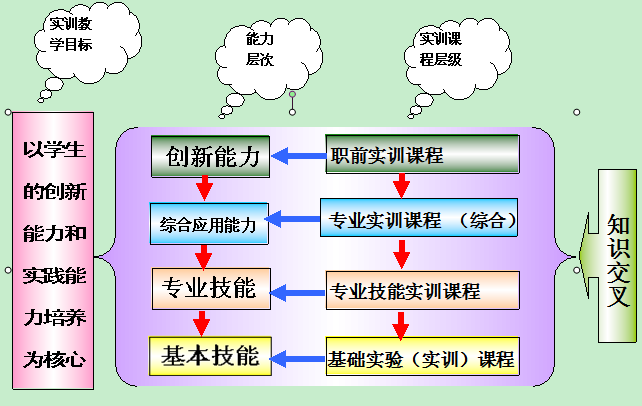 实训教
学目标
能力
层次
实训课
程层级
以学生
的创新
能力和
实践能
力培养
为核心
创新能力
职前实训课程
综合应用能力
专业实训课程 （综合）
专业技能
专业技能实训课程
基本技能
基础实验（实训）课程
知识交叉